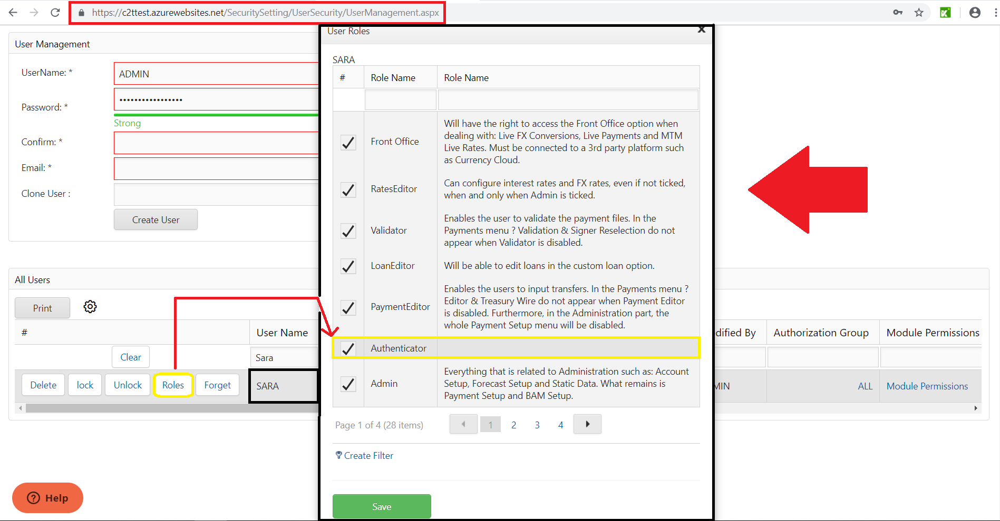 https://c2ttest.azurewebsites.net/SecuritySetting/UserSecurity/UserManagement.aspx
User Management
UserName: *
ADMIN
Password: *
•••••••••••••••••
Strong
Confirm: *
Email: *
Clone User :
Create User
All Users
Print
#
User Name
Clear
Sara
Delete
lock
Unlock
Roles
Forget
SARA
User Roles
SARA
#
Role Name
Role Name
Front Office
Will have the right to access the Front Office option when
dealing with: Live FX Conversions, Live Payments and MTM
Live Rates. Must be connected to a 3rd party platform such
as Currency Cloud.
RatesEditor
Can configure interest rates and FX rates, even if not ticked,
when and only when Admin is ticked.
Validator
Enables the user to validate the payment files. In the
Payments menu ? Validation & Signer Reselection do not
appear when Validator is disabled.
LoanEditor
Will be able to edit loans in the custom loan option.
PaymentEditor
Enables the users to input transfers. In the Payments menu ?
Editor & Treasury Wire do not appear when Payment Editor
is disabled. Furthermore, in the Administration part, the
whole Payment Setup menu will be disabled.
Authenticator
Admin
Everything that is related to Administration such as: Account
Setup, Forecast Setup and Static Data. What remains is
Payment Setup and BAM Setup.
Page 1 of 4 (28 items)
1 2 3 4
Create Filter
Save
dified By
Authorization Group
Module Permissions
MIN
ALL
Module Permissions
Help